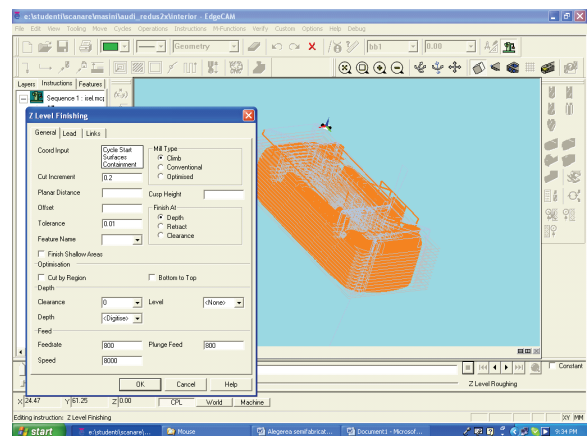 e:\studenti\scanare\masini\audi_redus2x\interior - EdgeCAM
File Edit View Tooling Move Cycles Operations Instructions M-Functions Verify Custom Options Help Debug
Geometry bb1 0.00
Layers Instructions Features
Sequence 1 : isel.mcp
Z Level Finishing
General Lead Links
Coord Input
Cycle Start
Surfaces
Containment
Mill Type
Climb
Conventional
Optimised
Cut Increment 0.2
Planar Distance
Cusp Height
Offset
Finish At
Depth
Retract
Clearance
Tolerance 0.01
Feature Name
Finish Shallow Areas
Optimisation
Cut by Region
Bottom to Top
Depth
Clearance 0
Level <None>
Depth <Digitise>
Feed
Feedrate 800
Plunge Feed 800
Speed 8000
OK Cancel Help
Constant
Z Level Roughing
X 24.47 Y 61.25 Z 0.00 CPL World Machine
Editing instruction: Z Level Finishing
XY MM
start e:\studenti\scanare\... Mouse Alegerea semifabricat... Document1 - Microsof... 9:34 PM